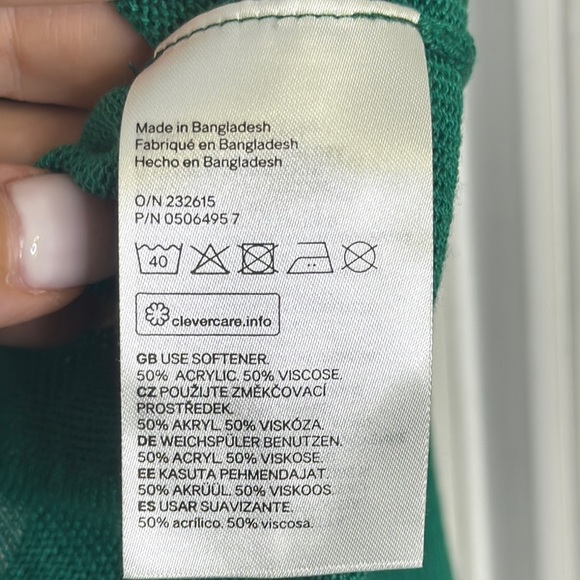 Made in Bangladesh
Fabriqué en Bangladesh
Hecho en Bangladesh
O/N 232615
P/N 0506495 7
40
clevercare.info
GB USE SOFTENER.
50% ACRYLIC. 50% VISCOSE.
CZ POUŽIJTE ZMĚKČOVACÍ
PROSTŘEDEK.
50% AKRYL. 50% VISKÓZA.
DE WEICHSPÜLER BENUTZEN.
50% ACRYL. 50% VISKOSE.
EE KASUTA PEHMENDAJAT.
50% AKRÜÜL. 50% VISKOOS.
ES USAR SUAVIZANTE.
50% acrílico. 50% viscosa.